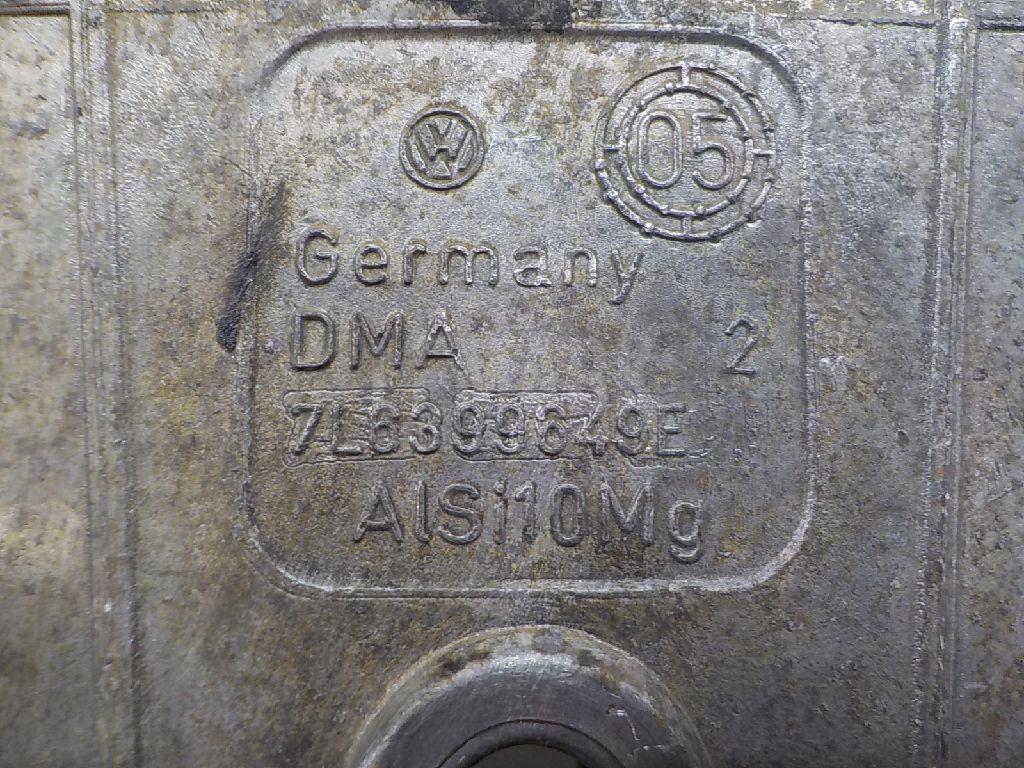 05
Germany
DMA 2
7L6399649E
AlSi10Mg